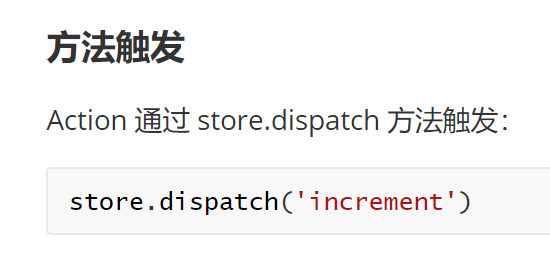 方法触发
Action 通过 store.dispatch 方法触发：
store.dispatch('increment')